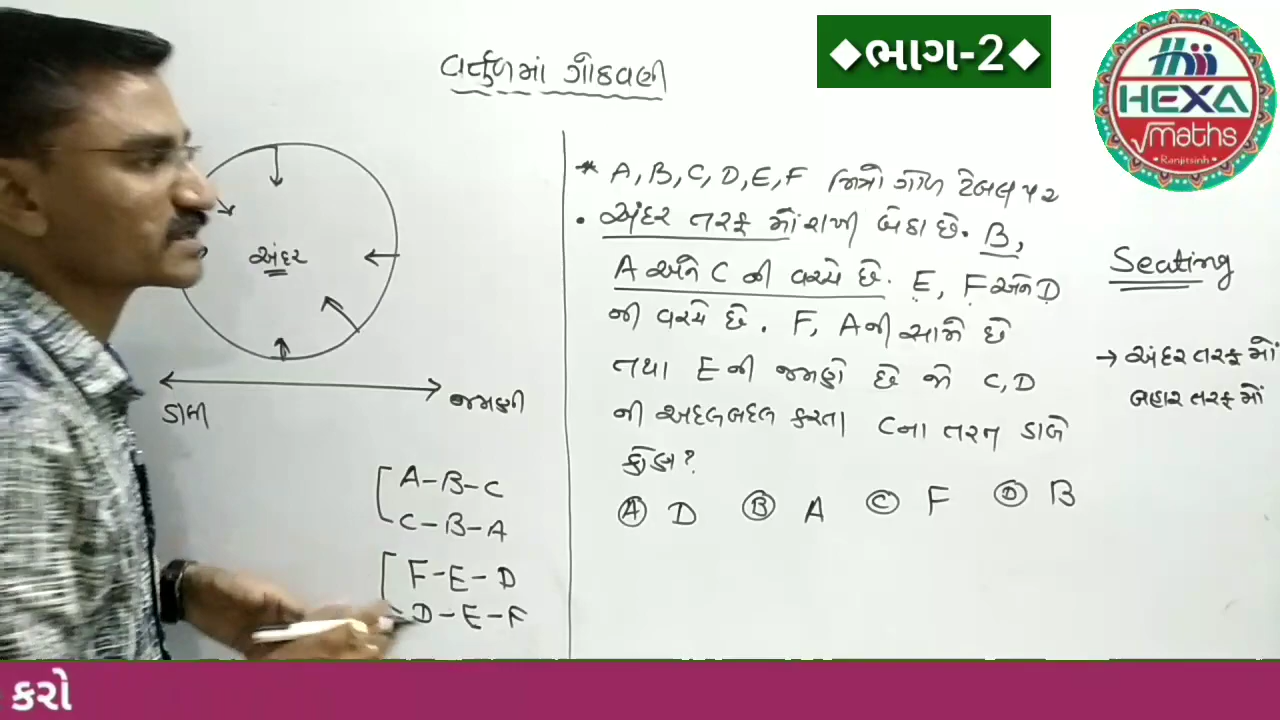 વર્તુળમાં ગોઠવણી
◆ભાગ-2◆
HEXA
√maths
Ranjitsinh
અંદર
ડાબી
જમણી
A-B-C
C-B-A
F-E-D
D-E-F
* A, B, C, D, E, F મિત્રો ગોળ ટેબલ પર
• અંદર તરફ મોં રાખી બેઠા છે. B,
A અને C ની વચ્ચે છે. E, F અને D
ની વચ્ચે છે. F, A ની સામે છે
તથા E ની જમણે છે જો C, D
ની અદલબદલ કરતા C ના તરત ડાબે
કોણ?
Ⓐ D Ⓑ A Ⓒ F Ⓓ B
Seating
→ અંદર તરફ મોં
બહાર તરફ મોં
કરો